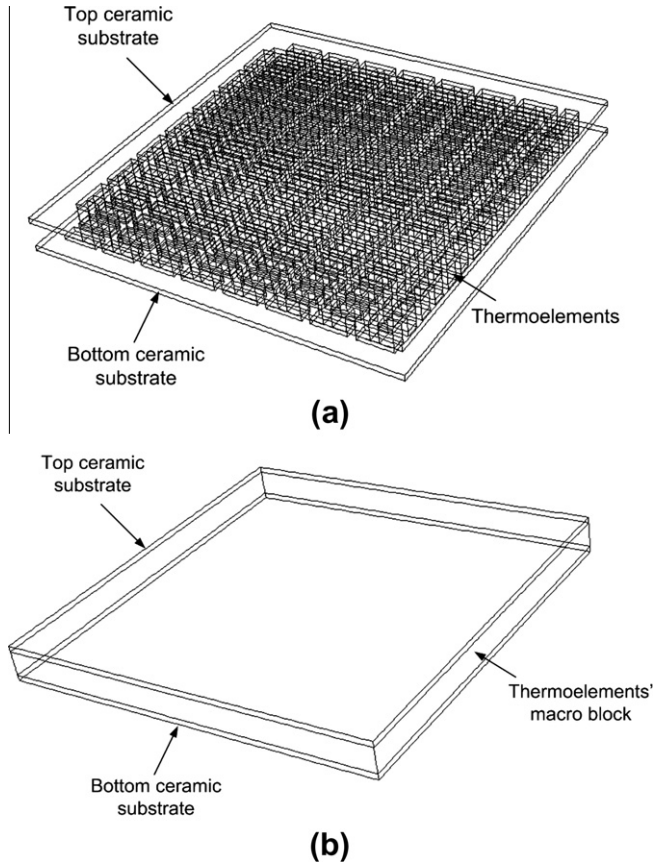 Top ceramic
substrate
Thermoelements
Bottom ceramic
substrate
(a)
Top ceramic
substrate
Thermoelements'
macro block
Bottom ceramic
substrate
(b)